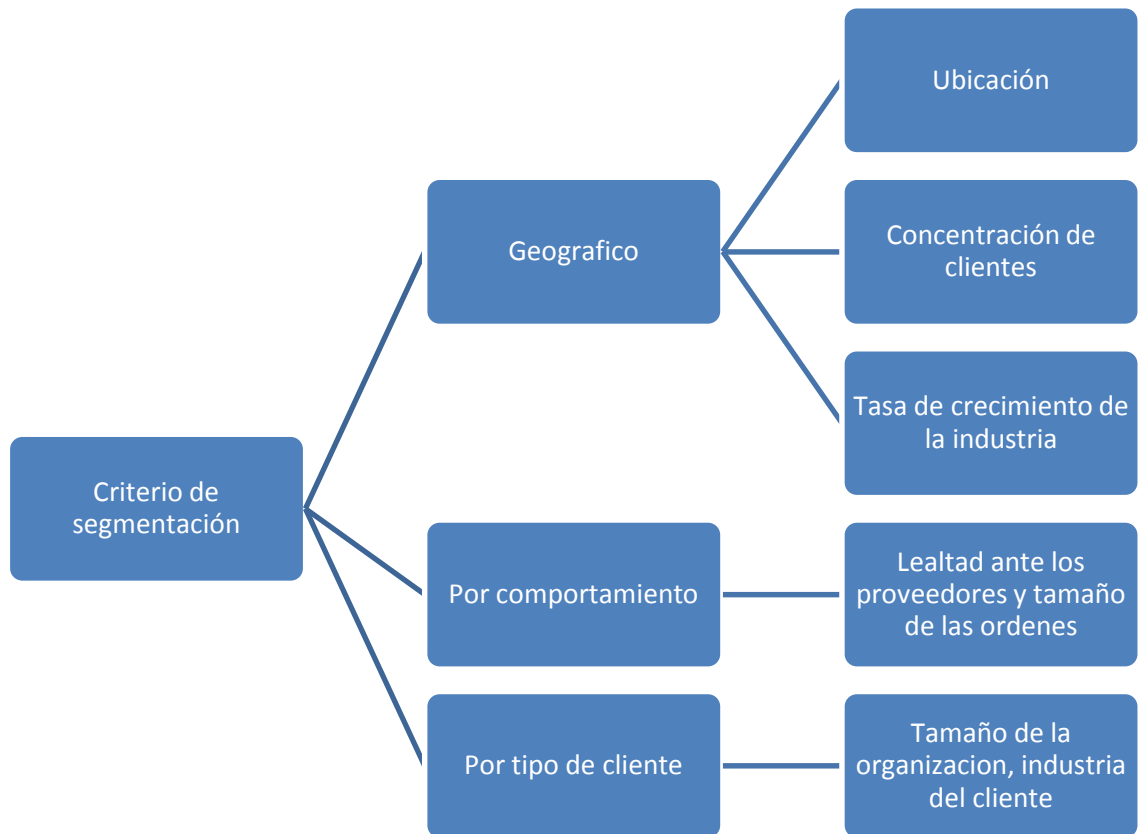 Criterio de
segmentación
Geografico
Ubicación
Concentración de
clientes
Tasa de crecimiento de
la industria
Por comportamiento
Lealtad ante los
proveedores y tamaño
de las ordenes
Por tipo de cliente
Tamaño de la
organizacion, industria
del cliente